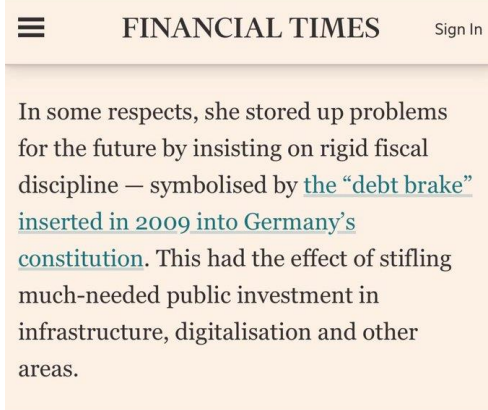 FINANCIAL TIMES
Sign In
In some respects, she stored up problems
for the future by insisting on rigid fiscal
discipline — symbolised by the “debt brake”
inserted in 2009 into Germany’s
constitution. This had the effect of stifling
much-needed public investment in
infrastructure, digitalisation and other
areas.